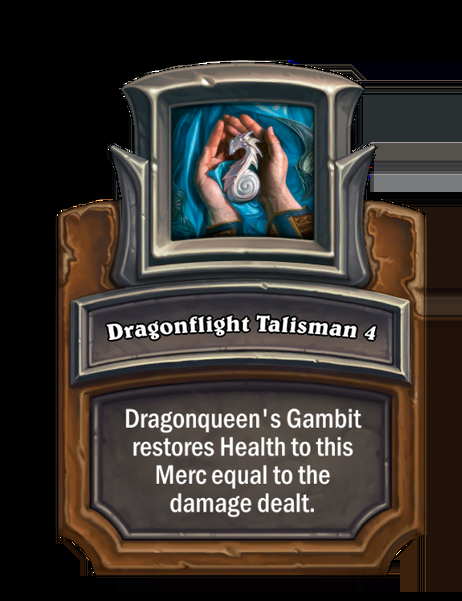 Dragonflight Talisman 4
Dragonqueen's Gambit
restores Health to this
Merc equal to the
damage dealt.